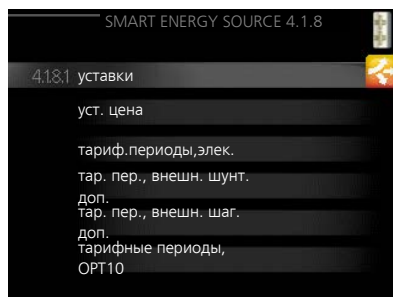 SMART ENERGY SOURCE 4.1.8
4.1.8.1 уставки
уст. цена
тариф.периоды,элек.
тар. пер., внешн. шунт.
доп.
тар. пер., внешн. шаг.
доп.
тарифные периоды,
OPT10